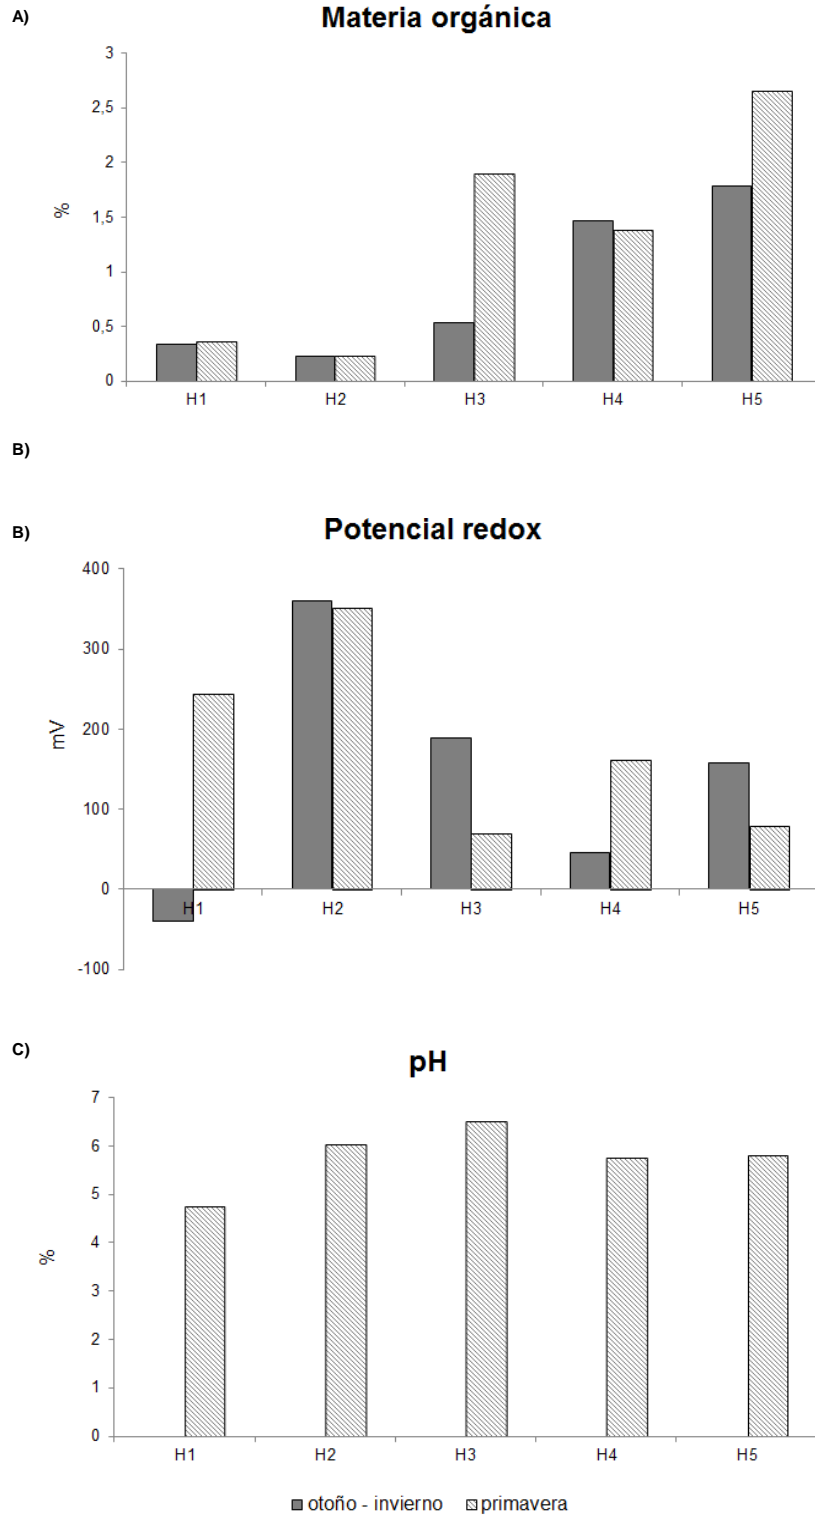 A)
Materia orgánica
3
2,5
2
1,5
1
0,5
0
%
H1 H2 H3 H4 H5
B)
B)
Potencial redox
400
300
200
100
0
-100
mV
H1 H2 H3 H4 H5
C)
pH
7
6
5
4
3
2
1
0
%
H1 H2 H3 H4 H5
otoño - invierno primavera